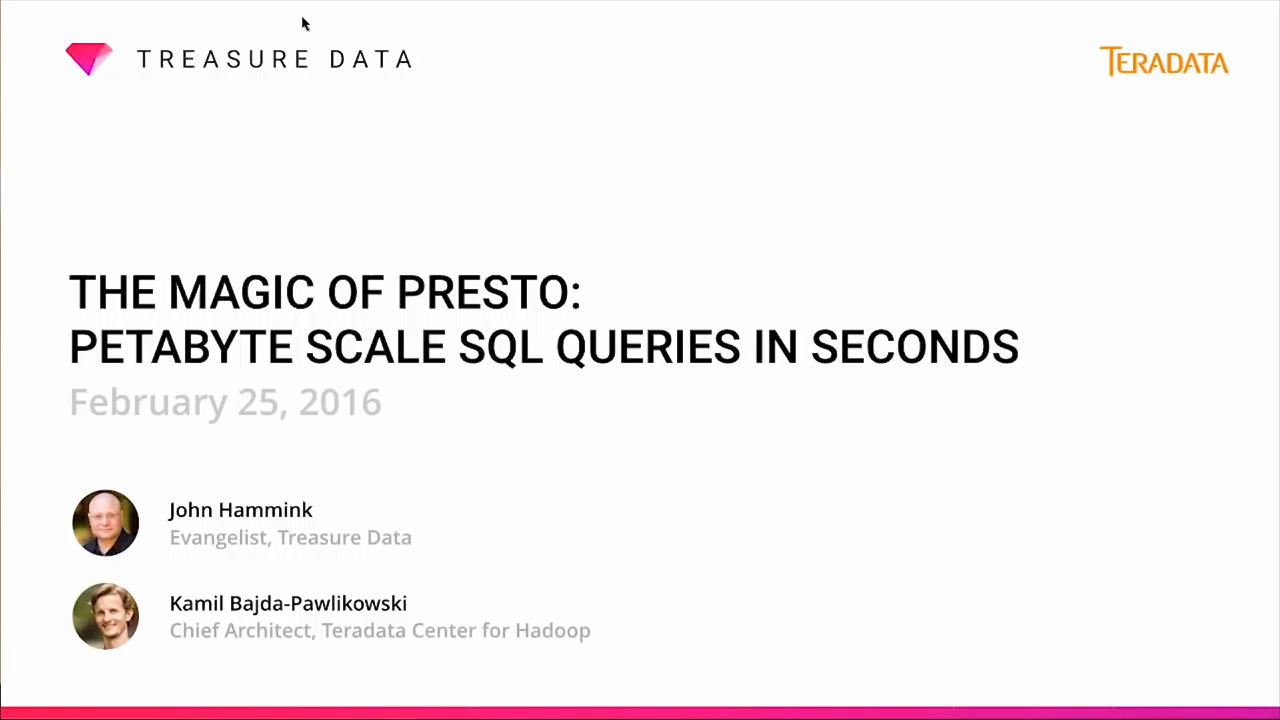 TREASURE DATA
TERADATA
THE MAGIC OF PRESTO:
PETABYTE SCALE SQL QUERIES IN SECONDS
February 25, 2016
John Hammink
Evangelist, Treasure Data
Kamil Bajda-Pawlikowski
Chief Architect, Teradata Center for Hadoop